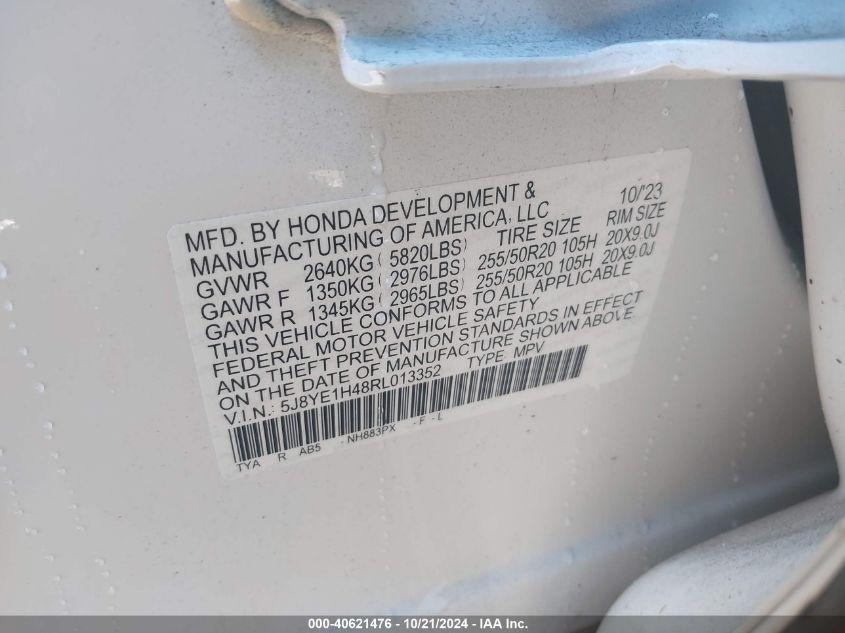 MFD. BY HONDA DEVELOPMENT & 10/'23
MANUFACTURING OF AMERICA, LLC
TIRE SIZE RIM SIZE
GVWR 2640KG ( 5820LBS)
GAWR F 1350KG ( 2976LBS) 255/50R20 105H 20X9.0J
GAWR R 1345KG ( 2965LBS) 255/50R20 105H 20X9.0J
THIS VEHICLE CONFORMS TO ALL APPLICABLE
FEDERAL MOTOR VEHICLE SAFETY
AND THEFT PREVENTION STANDARDS IN EFFECT
ON THE DATE OF MANUFACTURE SHOWN ABOVE.
V.I.N.: 5J8YE1H48RL013352 TYPE: MPV
TYA R AB5 - NH883PX - F - L
000-40621476 - 10/21/2024 - IAA Inc.